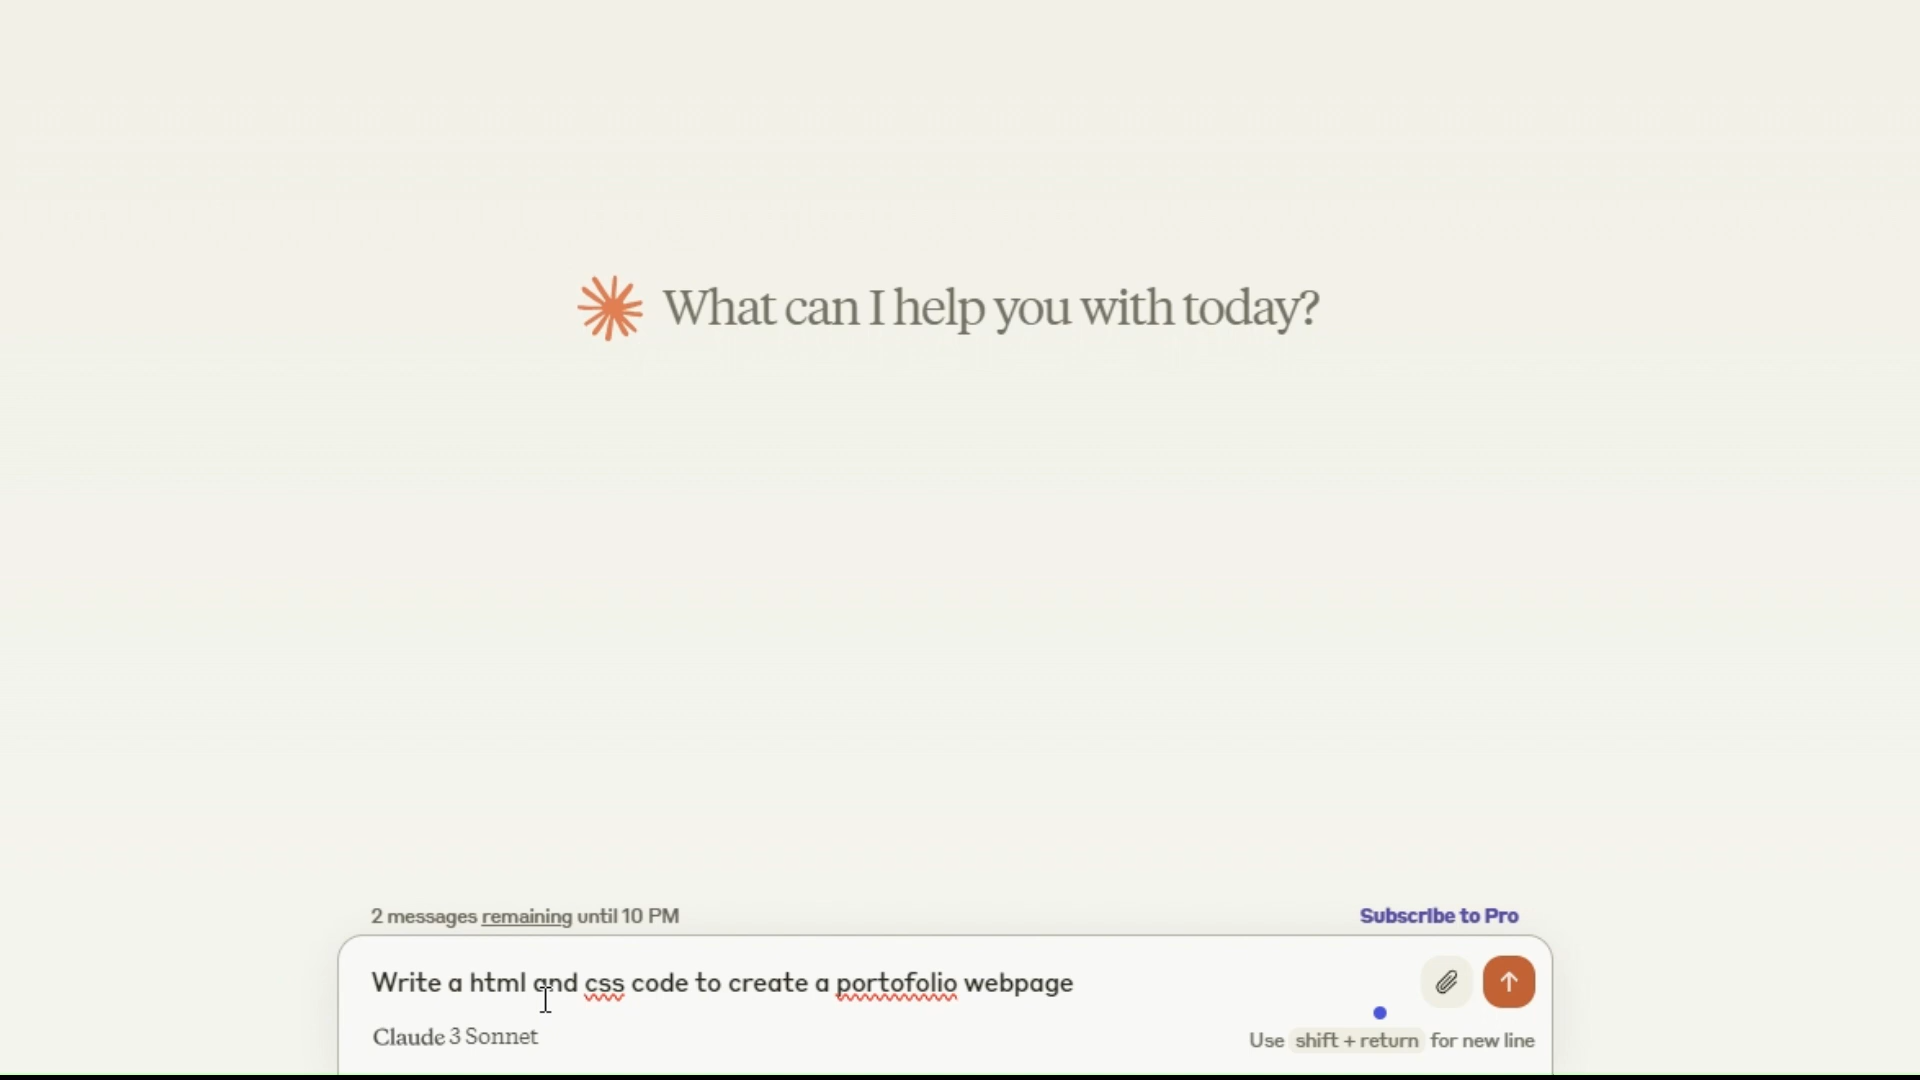 What can I help you with today?
2 messages remaining until 10 PM
Subscribe to Pro
Write a html and css code to create a portofolio webpage
Claude 3 Sonnet
Use shift + return for new line